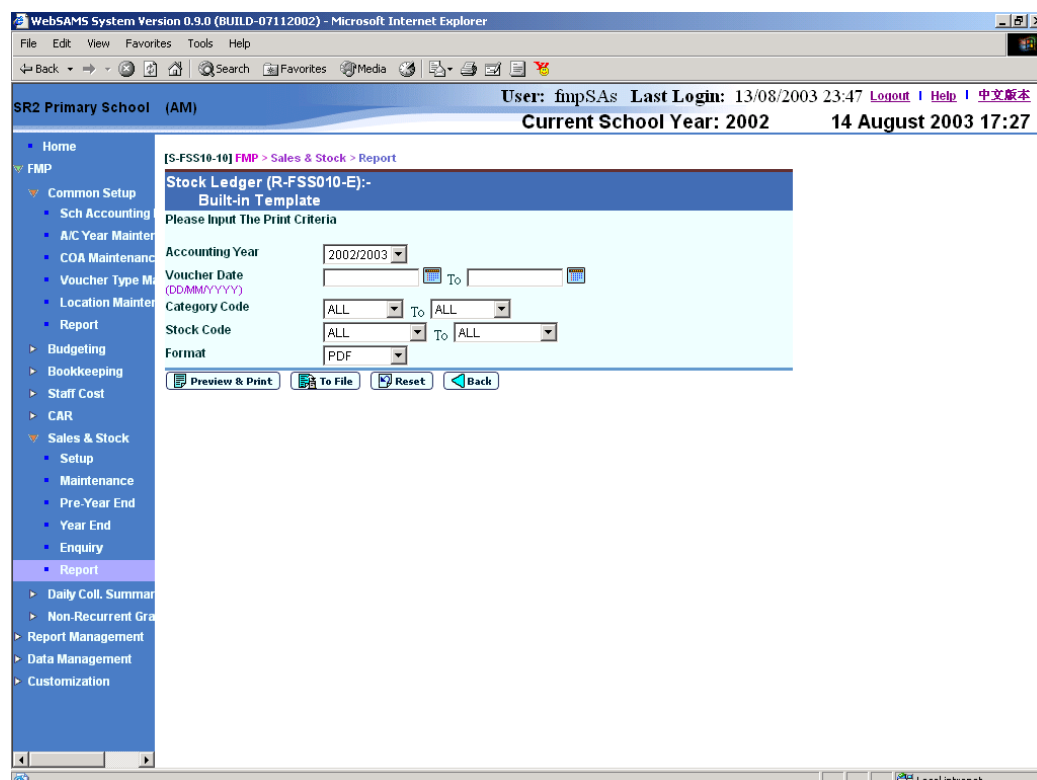 WebSAMS System Version 0.9.0 (BUILD-07112002) - Microsoft Internet Explorer
File Edit View Favorites Tools Help
Back Search Favorites Media
SR2 Primary School (AM)
User: fmpSAs Last Login: 13/08/2003 23:47 Logout | Help | 中文版本
Current School Year: 2002 14 August 2003 17:27
Home
FMP
Common Setup
Sch Accounting
A/C Year Mainter
COA Maintenanc
Voucher Type Ma
Location Mainter
Report
Budgeting
Bookkeeping
Staff Cost
CAR
Sales & Stock
Setup
Maintenance
Pre-Year End
Year End
Enquiry
Report
Daily Coll. Summar
Non-Recurrent Gra
Report Management
Data Management
Customization
[S-FSS10-10] FMP > Sales & Stock > Report
Stock Ledger (R-FSS010-E):-
Built-in Template
Please Input The Print Criteria
Accounting Year 2002/2003
Voucher Date To
(DD/MM/YYYY)
Category Code ALL To ALL
Stock Code ALL To ALL
Format PDF
Preview & Print To File Reset Back
Local intranet